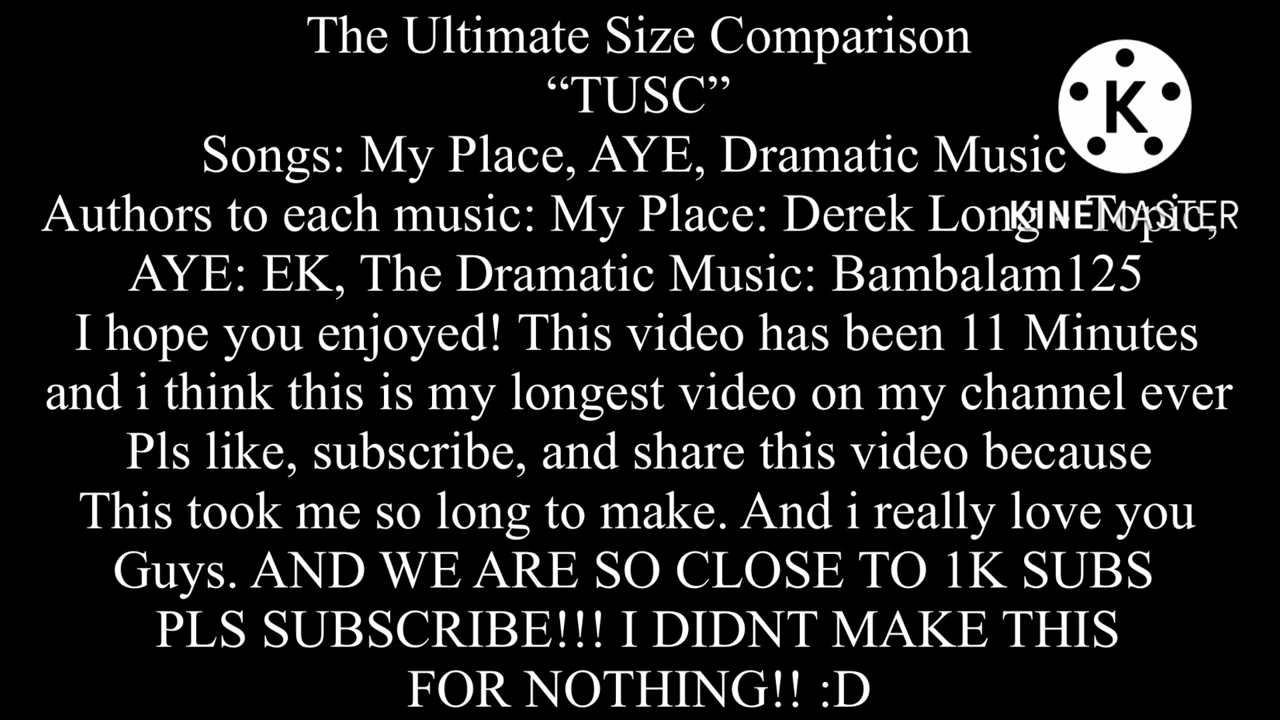 The Ultimate Size Comparison
“TUSC”
Songs: My Place, AYE, Dramatic Music
Authors to each music: My Place: Derek Long - Topic,
AYE: EK, The Dramatic Music: Bambalam125
I hope you enjoyed! This video has been 11 Minutes
and i think this is my longest video on my channel ever
Pls like, subscribe, and share this video because
This took me so long to make. And i really love you
Guys. AND WE ARE SO CLOSE TO 1K SUBS
PLS SUBSCRIBE!!! I DIDNT MAKE THIS
FOR NOTHING!! :D
K
KINEMASTER